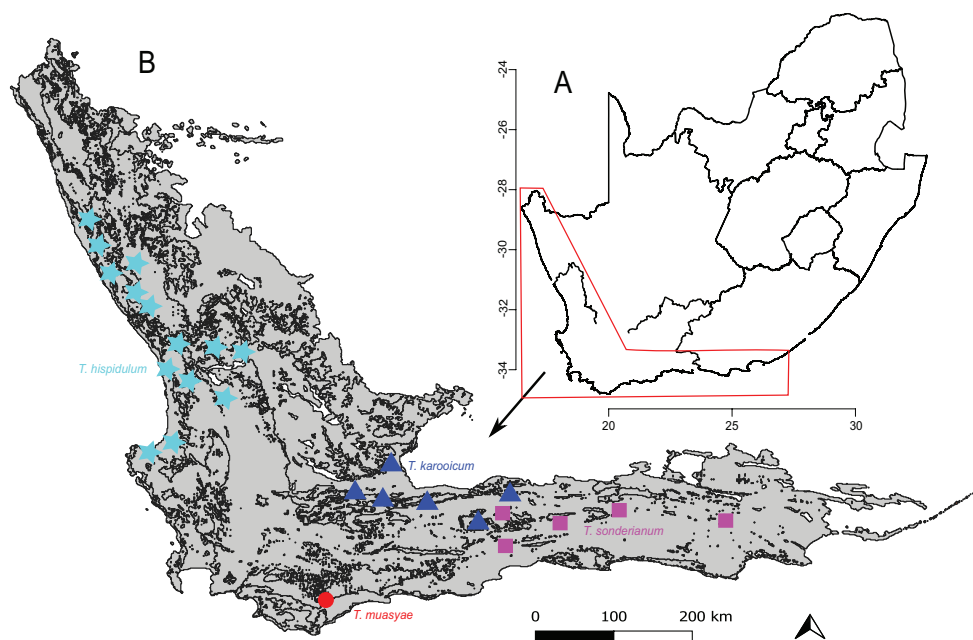 B
A
-24
-26
-28
-30
-32
-34
20
25
30
T. hispidulum
T. karooicum
T. sonderianum
T. muasyae
0 100 200 km